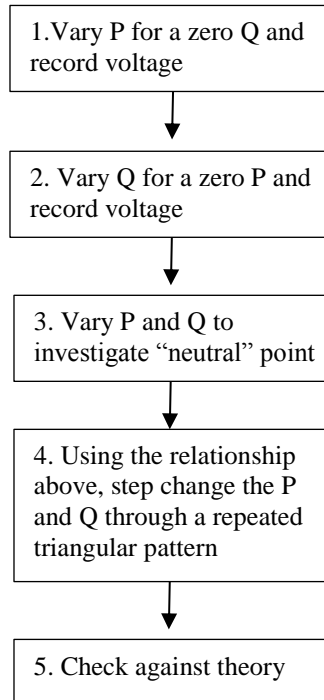 1.Vary P for a zero Q and
record voltage
2. Vary Q for a zero P and
record voltage
3. Vary P and Q to
investigate “neutral” point
4. Using the relationship
above, step change the P
and Q through a repeated
triangular pattern
5. Check against theory